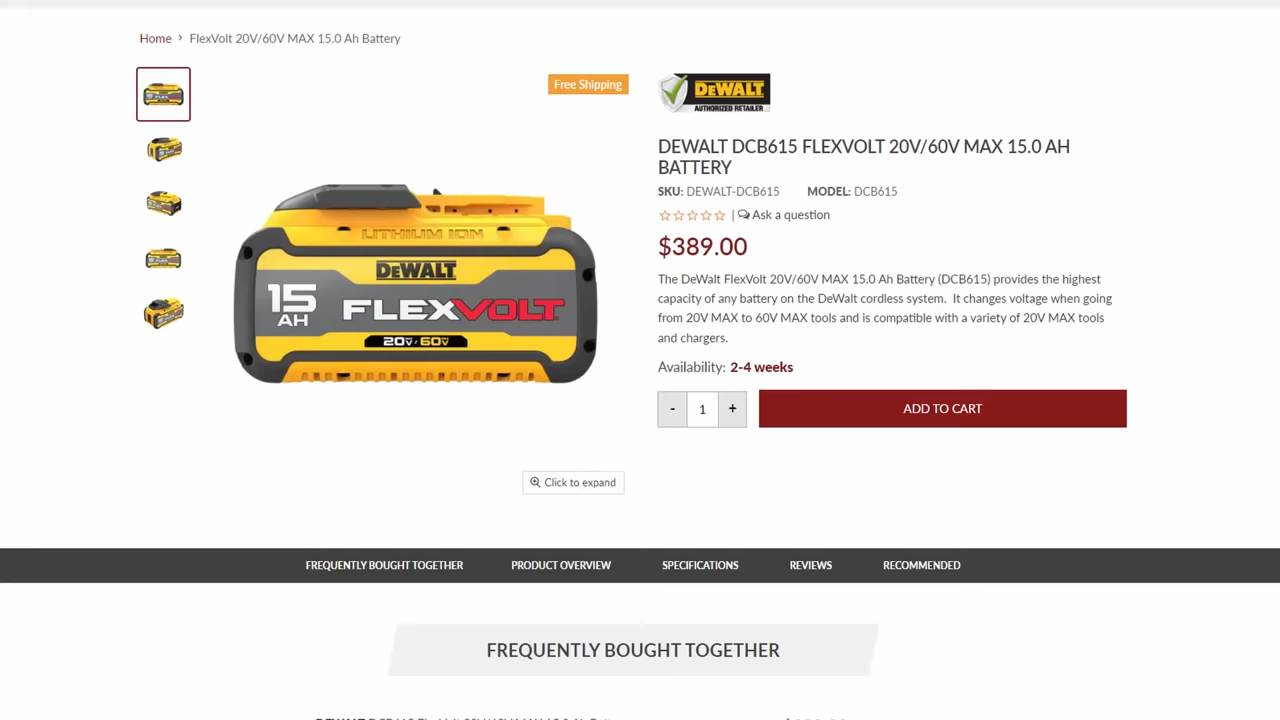 Home › FlexVolt 20V/60V MAX 15.0 Ah Battery
Free Shipping
DEWALT
AUTHORIZED RETAILER
LITHIUM ION
DEWALT
15
AH
FLEXVOLT
20V / 60V
DEWALT DCB615 FLEXVOLT 20V/60V MAX 15.0 AH
BATTERY
SKU: DEWALT-DCB615 MODEL: DCB615
| Ask a question
$389.00
The DeWalt FlexVolt 20V/60V MAX 15.0 Ah Battery (DCB615) provides the highest
capacity of any battery on the DeWalt cordless system. It changes voltage when going
from 20V MAX to 60V MAX tools and is compatible with a variety of 20V MAX tools
and chargers.
Availability: 2-4 weeks
- 1 + ADD TO CART
Click to expand
FREQUENTLY BOUGHT TOGETHER PRODUCT OVERVIEW SPECIFICATIONS REVIEWS RECOMMENDED
FREQUENTLY BOUGHT TOGETHER